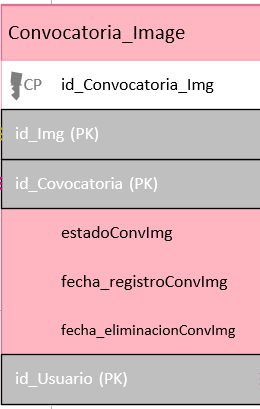 Convocatoria_Image
CP id_Convocatoria_Img
id_Img (PK)
id_Covocatoria (PK)
estadoConvImg
fecha_registroConvImg
fecha_eliminacionConvImg
id_Usuario (PK)